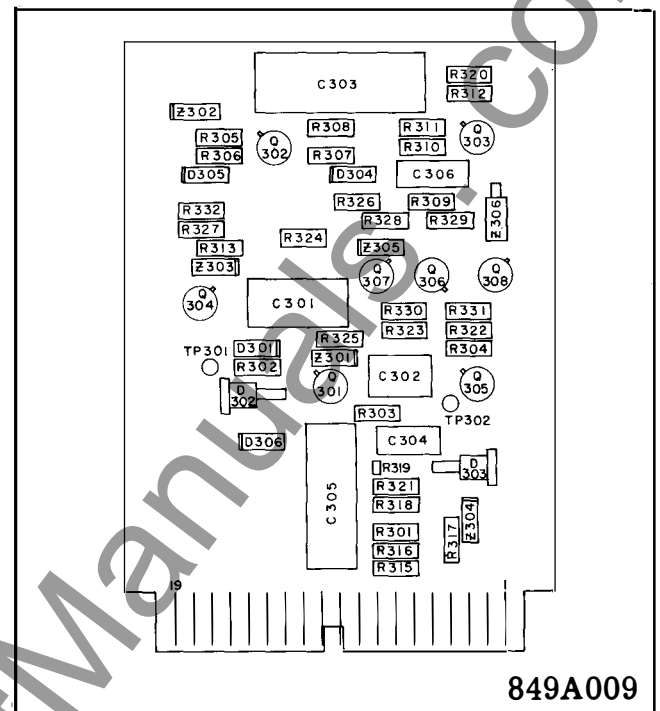 C303
R320
R312
Z302
R308
R311
Q
303
R305
Q
302
R310
R306
R307
D305
D304
C306
R326
R309
Z306
R332
R328
R329
R327
R324
R313
Z305
Z303
Q
307
Q
306
Q
308
Q
304
C301
R330
R331
R323
R322
R325
TP301
D301
Z301
R304
R302
Q
301
C302
Q
305
D
302
R303
TP302
D306
C304
R319
D
303
C305
R321
R318
R301
R317
Z304
R316
R315
19
1
849A009
Manuals.co